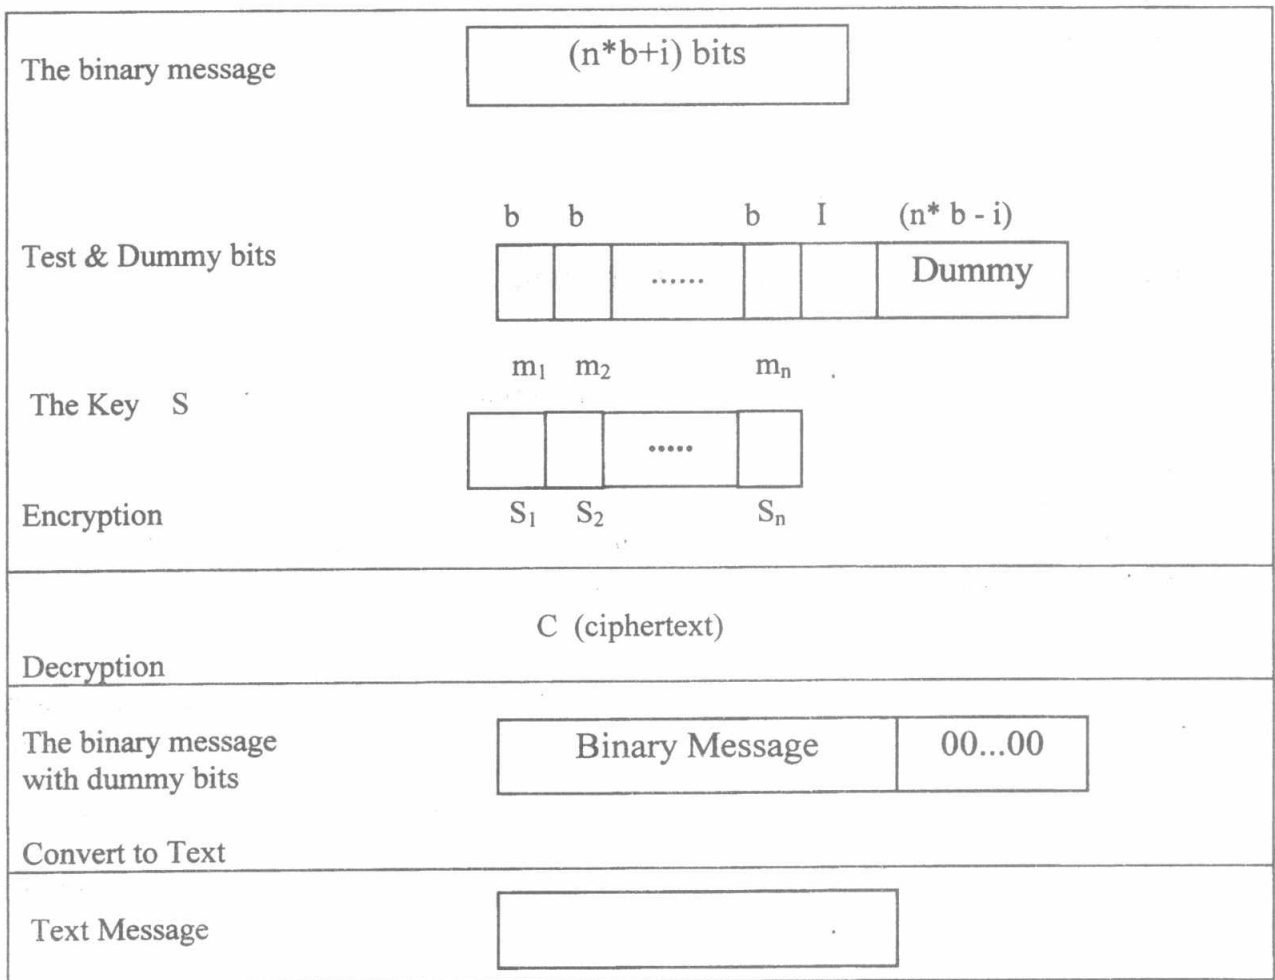 (n*b+i) bits
The binary message
b b b I (n* b - i)
Test & Dummy bits ...... Dummy
m1 m2 mn
The Key S
.....
Encryption S1 S2 Sn
C (ciphertext)
Decryption
The binary message Binary Message 00...00
with dummy bits
Convert to Text
Text Message